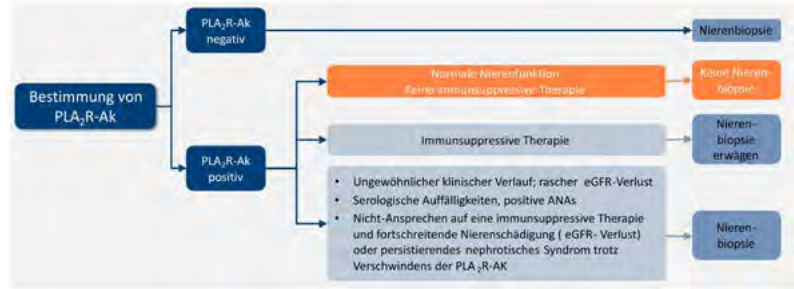 Bestimmung von
PLA₂R-Ak
PLA₂R-Ak
negativ
Nierenbiopsie
PLA₂R-Ak
positiv
Normale Nierenfunktion
Keine immunsuppressive Therapie
Keine Nieren-
biopsie
Immunsuppressive Therapie
Nieren-
biopsie
erwägen
• Ungewöhnlicher klinischer Verlauf; rascher eGFR-Verlust
• Serologische Auffälligkeiten, positive ANAs
• Nicht-Ansprechen auf eine immunsuppressive Therapie
und fortschreitende Nierenschädigung ( eGFR- Verlust)
oder persistierendes nephrotisches Syndrom trotz
Verschwindens der PLA₂R-AK
Nieren-
biopsie